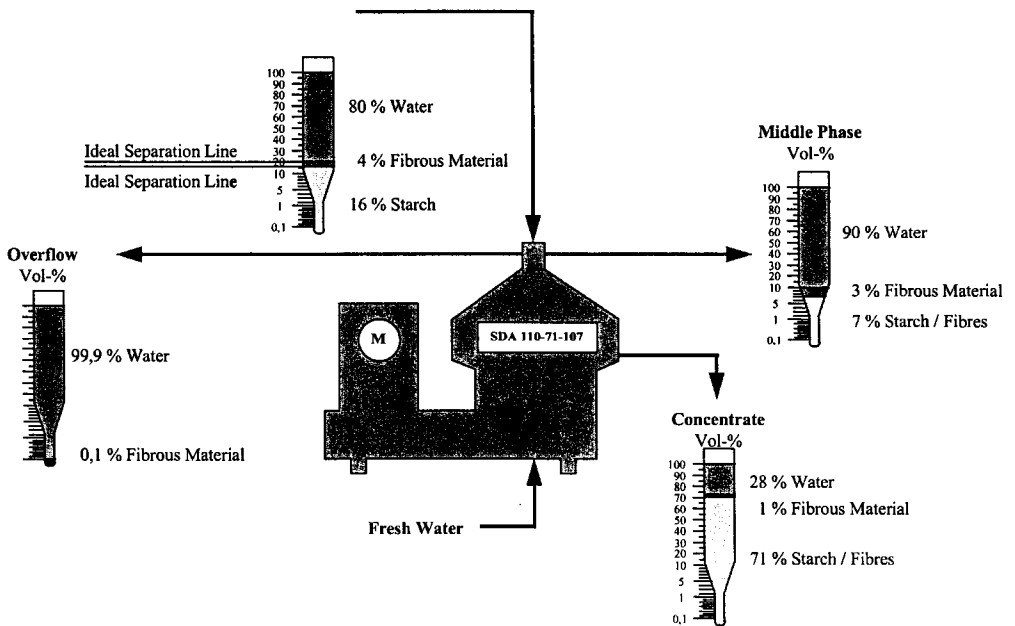 100
90
80
70
60
50
40
30
20
10
5
1
0,1
80 % Water
4 % Fibrous Material
16 % Starch
Ideal Separation Line
Ideal Separation Line
Middle Phase
Vol-%
100
90
80
70
60
50
40
30
20
10
5
1
0,1
90 % Water
3 % Fibrous Material
7 % Starch / Fibres
Overflow
Vol-%
99,9 % Water
0,1 % Fibrous Material
M
SDA 110-71-107
Fresh Water
Concentrate
Vol-%
100
90
80
70
60
50
40
30
20
10
5
1
0,1
28 % Water
1 % Fibrous Material
71 % Starch / Fibres